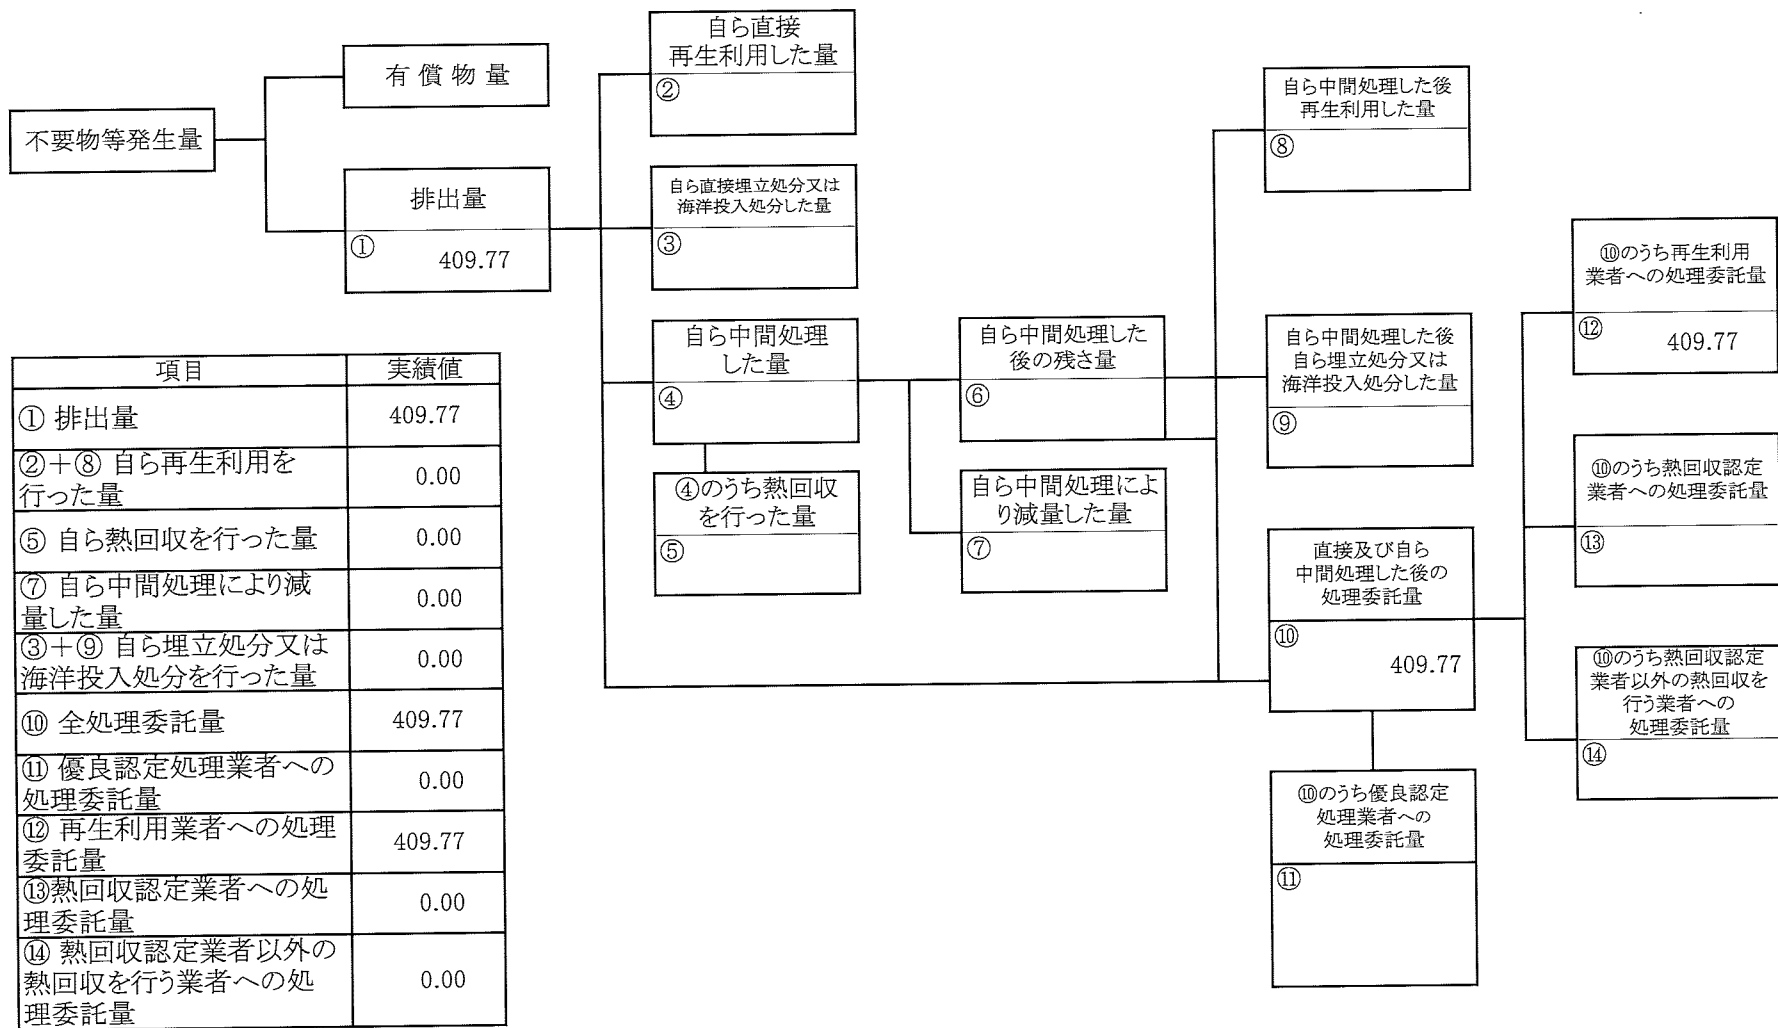 不要物等発生量
有償物量
排出量
①
409.77
自ら直接
再生利用した量
②
自ら直接埋立処分又は
海洋投入処分した量
③
自ら中間処理
した量
④
④のうち熱回収
を行った量
⑤
自ら中間処理した
後の残さ量
⑥
自ら中間処理によ
り減量した量
⑦
自ら中間処理した後
再生利用した量
⑧
自ら中間処理した後
自ら埋立処分又は
海洋投入処分した量
⑨
直接及び自ら
中間処理した後の
処理委託量
⑩
409.77
⑩のうち優良認定
処理業者への
処理委託量
⑪
⑩のうち再生利用
業者への処理委託量
⑫
409.77
⑩のうち熱回収認定
業者への処理委託量
⑬
⑩のうち熱回収認定
業者以外の熱回収を
行う業者への
処理委託量
⑭
項目 実績値
① 排出量 409.77
②+⑧ 自ら再生利用を
行った量 0.00
⑤ 自ら熱回収を行った量 0.00
⑦ 自ら中間処理により減
量した量 0.00
③+⑨ 自ら埋立処分又は
海洋投入処分を行った量 0.00
⑩ 全処理委託量 409.77
⑪ 優良認定処理業者への
処理委託量 0.00
⑫ 再生利用業者への処理
委託量 409.77
⑬熱回収認定業者への処
理委託量 0.00
⑭ 熱回収認定業者以外の
熱回収を行う業者への処 0.00
理委託量